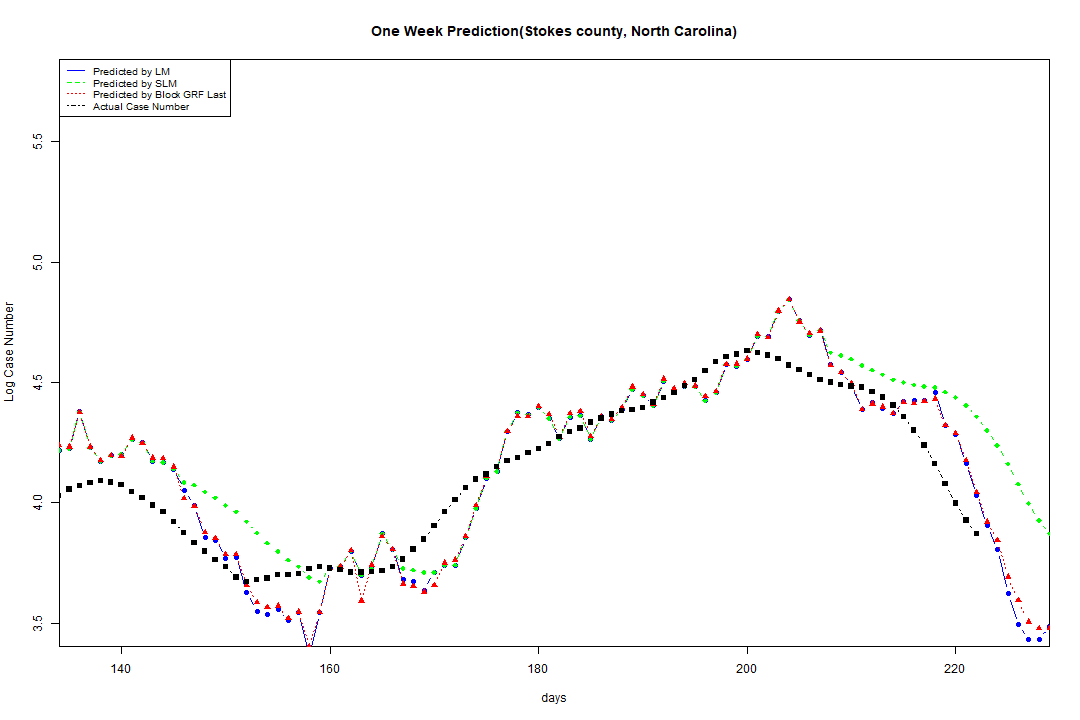 One Week Prediction(Stokes county, North Carolina)
Predicted by LM
Predicted by SLM
Predicted by Block GRF Last
Actual Case Number
5.5
5.0
4.5
4.0
3.5
Log Case Number
140 160 180 200 220
days